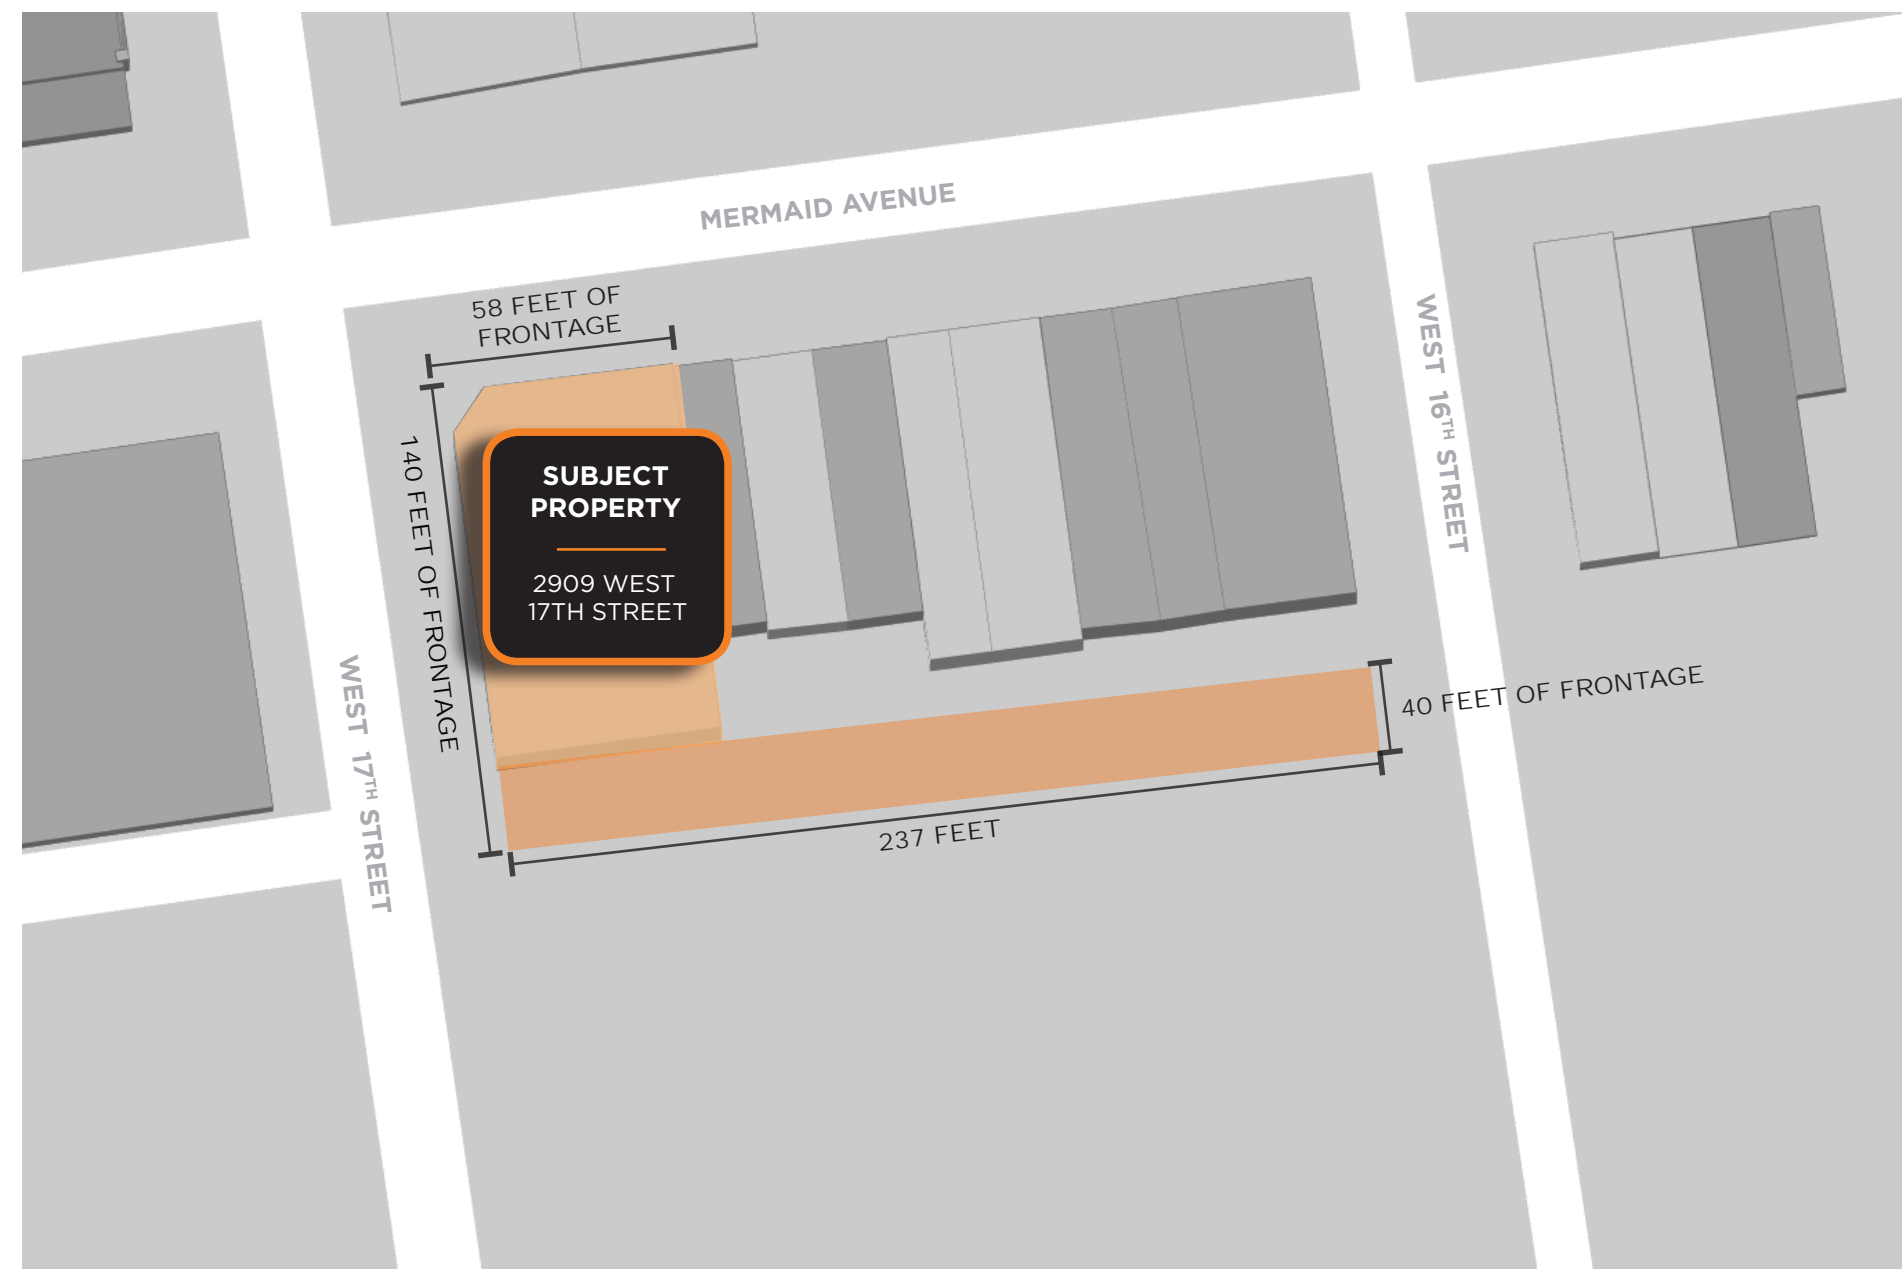 MERMAID AVENUE
58 FEET OF
FRONTAGE
140 FEET OF FRONTAGE
SUBJECT
PROPERTY
2909 WEST
17TH STREET
WEST 16TH STREET
40 FEET OF FRONTAGE
WEST 17TH STREET
237 FEET